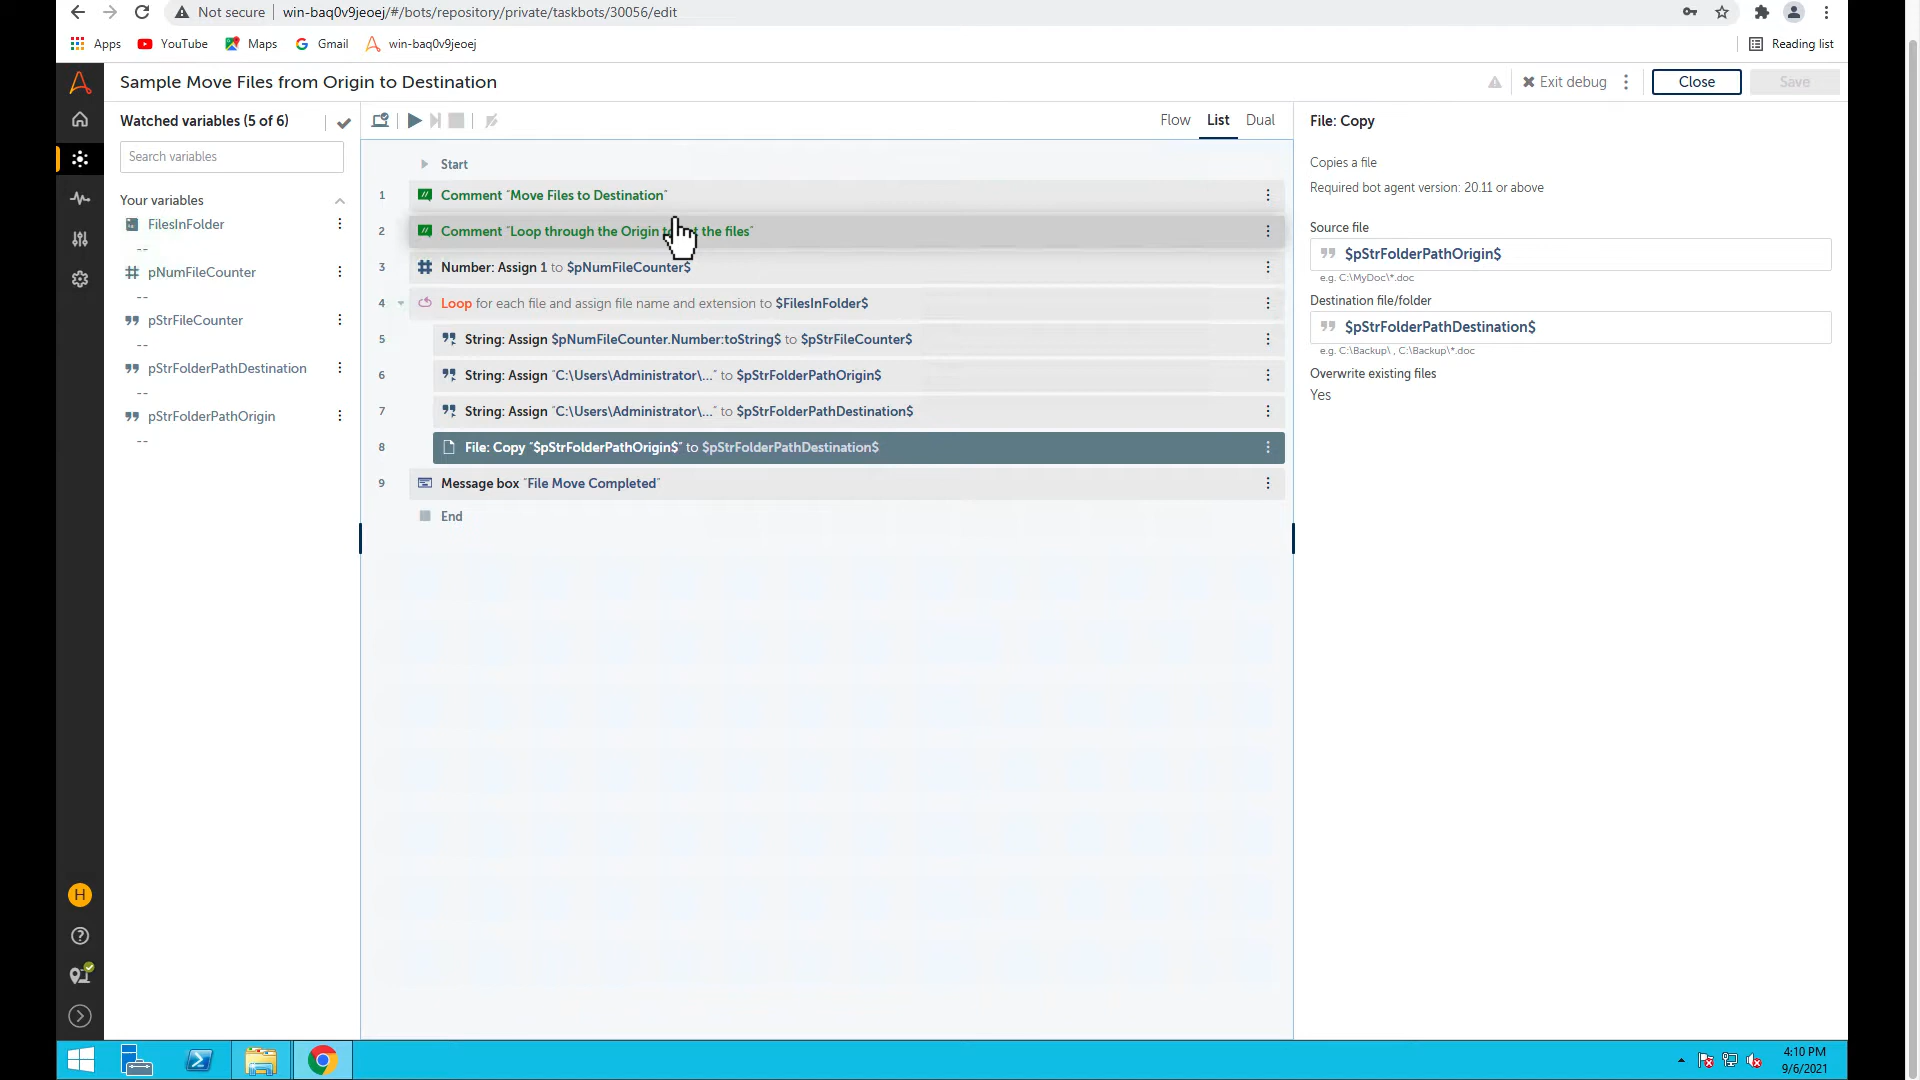 Not secure win-baq0v9jeoej/#/bots/repository/private/taskbots/30056/edit
Apps YouTube Maps Gmail win-baq0v9jeoej Reading list
Sample Move Files from Origin to Destination
Exit debug Close Save
Watched variables (5 of 6)
Search variables
Your variables
FilesInFolder
--
pNumFileCounter
--
pStrFileCounter
--
pStrFolderPathDestination
--
pStrFolderPathOrigin
--
Flow List Dual
Start
1 Comment "Move Files to Destination"
2 Comment "Loop through the Origin the files"
3 Number: Assign 1 to $pNumFileCounter$
4 Loop for each file and assign file name and extension to $FilesInFolder$
5 String: Assign $pNumFileCounter.Number:toString$ to $pStrFileCounter$
6 String: Assign "C:\Users\Administrator\..." to $pStrFolderPathOrigin$
7 String: Assign "C:\Users\Administrator\..." to $pStrFolderPathDestination$
8 File: Copy "$pStrFolderPathOrigin$" to $pStrFolderPathDestination$
9 Message box "File Move Completed"
End
File: Copy
Copies a file
Required bot agent version: 20.11 or above
Source file
$pStrFolderPathOrigin$
e.g. C:\MyDoc\*.doc
Destination file/folder
$pStrFolderPathDestination$
e.g. C:\Backup\ , C:\Backup\*.doc
Overwrite existing files
Yes
H
4:10 PM
9/6/2021